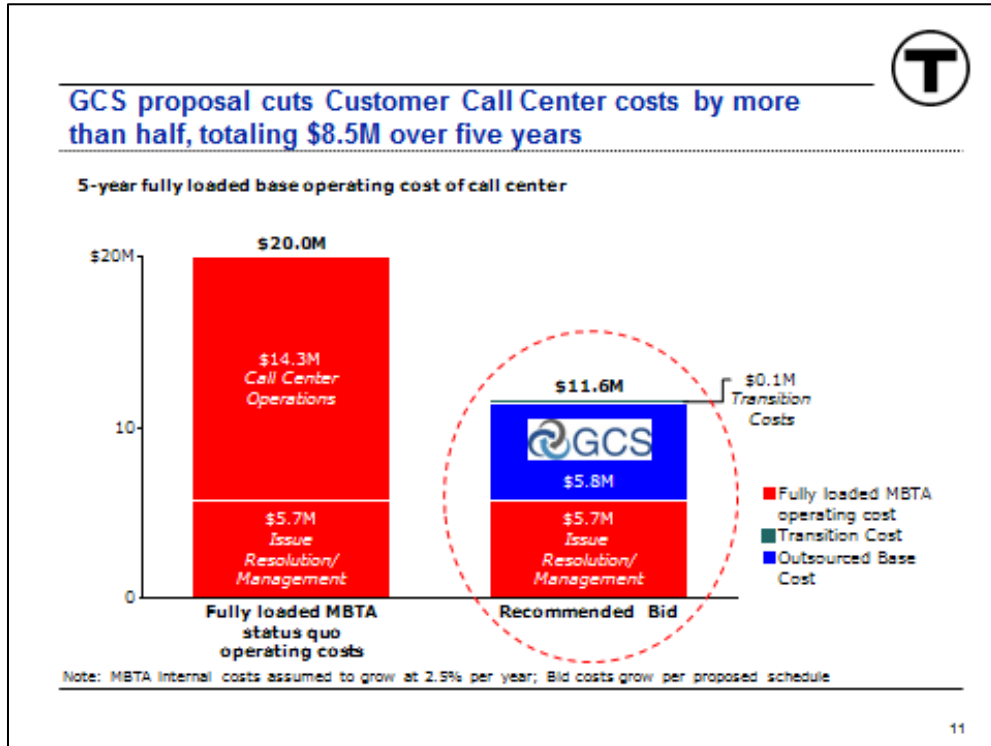 T
GCS proposal cuts Customer Call Center costs by more
than half, totaling $8.5M over five years
5-year fully loaded base operating cost of call center
$20M
$20.0M
$14.3M
Call Center
Operations
$5.7M
Issue
Resolution/
Management
10
0
$11.6M
GCS
$5.8M
$5.7M
Issue
Resolution/
Management
$0.1M
Transition
Costs
Fully loaded MBTA
operating cost
Transition Cost
Outsourced Base
Cost
Fully loaded MBTA
status quo
operating costs
Recommended Bid
Note: MBTA internal costs assumed to grow at 2.5% per year; Bid costs grow per proposed schedule
11